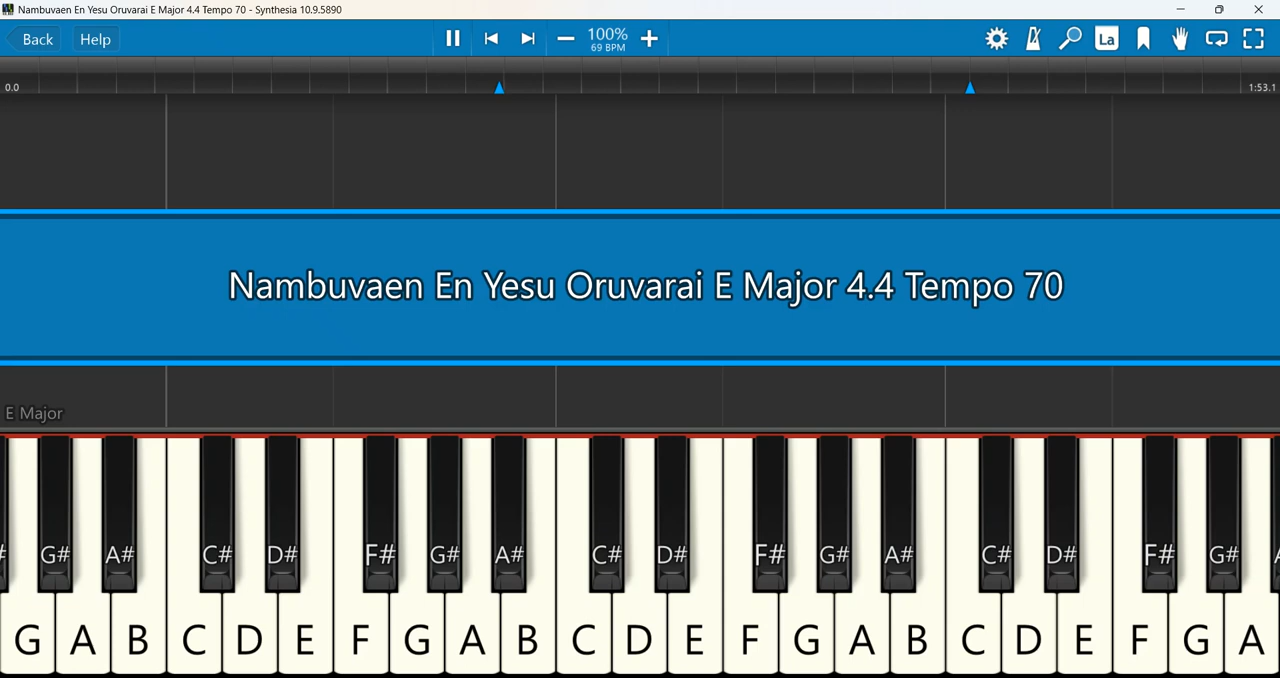 Nambuvaen En Yesu Oruvarai E Major 4.4 Tempo 70 - Synthesia 10.9.5890
Back Help 100% La
69 BPM
0.0 1:53.1
Nambuvaen En Yesu Oruvarai E Major 4.4 Tempo 70
E Major
# G# A# C# D# F# G# A# C# D# F# G# A# C# D# F# G# A
G A B C D E F G A B C D E F G A B C D E F G A